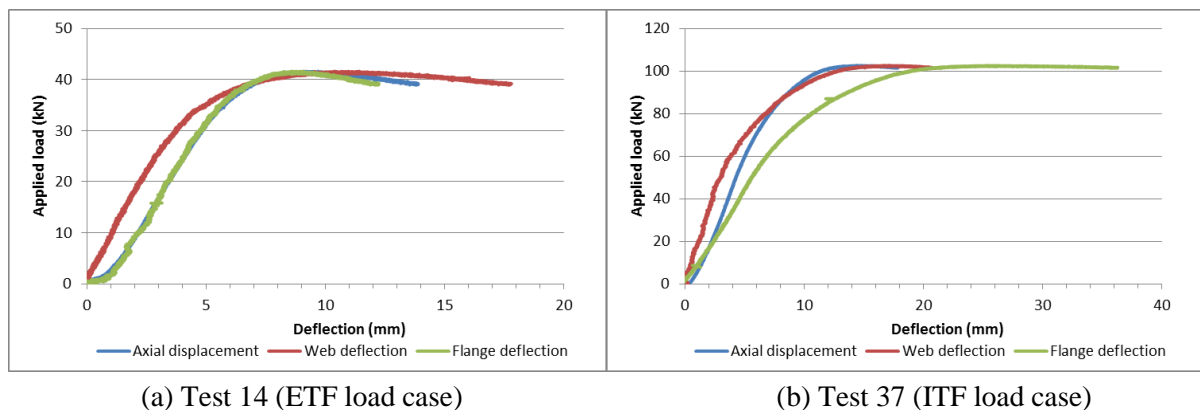 50
40
30
20
10
0
Applied load (kN)
0 5 10 15 20
Deflection (mm)
Axial displacement Web deflection Flange deflection
(a) Test 14 (ETF load case)
120
100
80
60
40
20
0
Applied load (kN)
0 10 20 30 40
Deflection (mm)
Axial displacement Web deflection Flange deflection
(b) Test 37 (ITF load case)